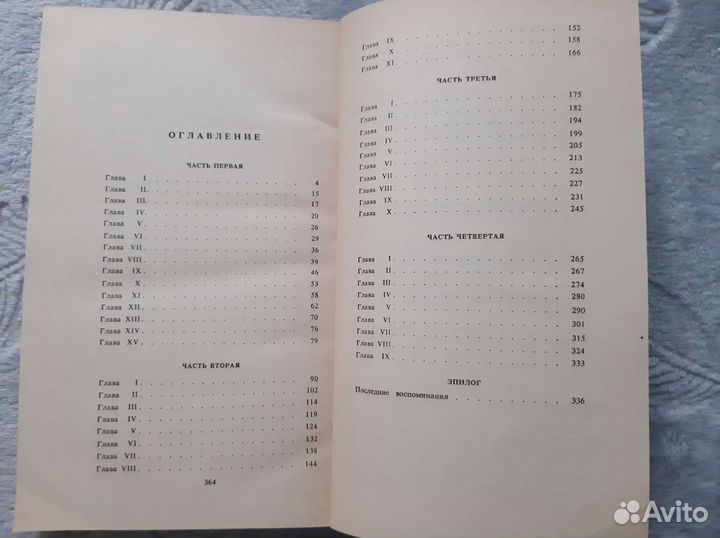 ОГЛАВЛЕНИЕ
ЧАСТЬ ПЕРВАЯ
Глава I . . . . . . . . . . 4
Глава II. . . . . . . . . . 15
Глава III. . . . . . . . . . 17
Глава IV. . . . . . . . . . 20
Глава V . . . . . . . . . . 26
Глава VI . . . . . . . . . . 29
Глава VII . . . . . . . . . . 36
Глава VIII . . . . . . . . . . 39
Глава IX . . . . . . . . . . 46
Глава X . . . . . . . . . . 53
Глава XI . . . . . . . . . . 58
Глава XII . . . . . . . . . . 62
Глава XIII . . . . . . . . . . 70
Глава XIV . . . . . . . . . . 76
Глава XV . . . . . . . . . . 79
ЧАСТЬ ВТОРАЯ
Глава I . . . . . . . . . . 90
Глава II . . . . . . . . . . 102
Глава III . . . . . . . . . . 114
Глава IV . . . . . . . . . . 119
Глава V . . . . . . . . . . 124
Глава VI . . . . . . . . . . 132
Глава VII . . . . . . . . . . 138
Глава VIII . . . . . . . . . . 144
364
Глава IX . . . . . . . . . . 152
Глава X . . . . . . . . . . 158
Глава XI . . . . . . . . . . 166
ЧАСТЬ ТРЕТЬЯ
Глава I . . . . . . . . . . 175
Глава II . . . . . . . . . . 182
Глава III . . . . . . . . . . 194
Глава IV . . . . . . . . . . 199
Глава V . . . . . . . . . . 205
Глава VI . . . . . . . . . . 213
Глава VII . . . . . . . . . . 225
Глава VIII . . . . . . . . . . 227
Глава IX . . . . . . . . . . 231
Глава X . . . . . . . . . . 245
ЧАСТЬ ЧЕТВЕРТАЯ
Глава I . . . . . . . . . . 265
Глава II . . . . . . . . . . 267
Глава III . . . . . . . . . . 274
Глава IV . . . . . . . . . . 280
Глава V . . . . . . . . . . 290
Глава VI . . . . . . . . . . 301
Глава VII . . . . . . . . . . 315
Глава VIII . . . . . . . . . . 324
Глава IX . . . . . . . . . . 333
ЭПИЛОГ
Последние воспоминания . . . . . . 336
Avito